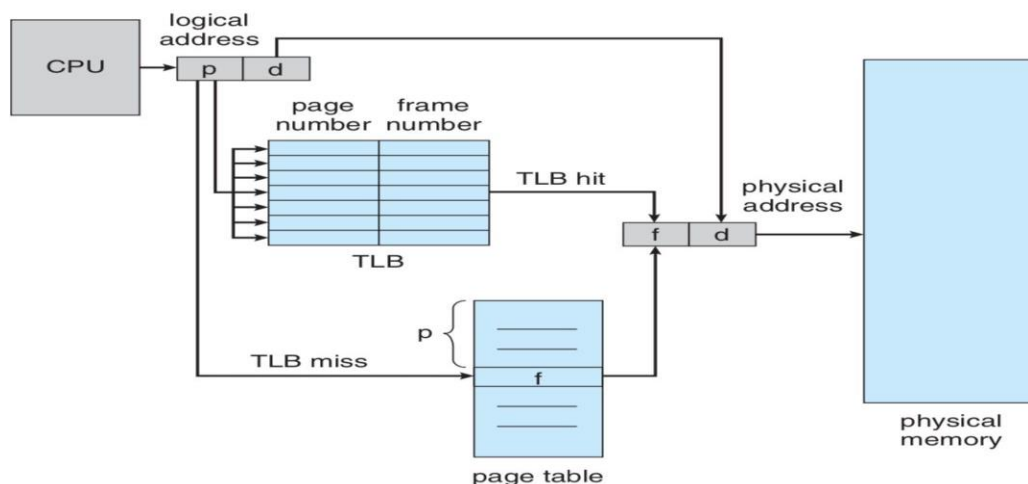 logical
address
CPU
p
d
page
number
frame
number
TLB hit
physical
address
f
d
TLB
p
TLB miss
f
page table
physical
memory